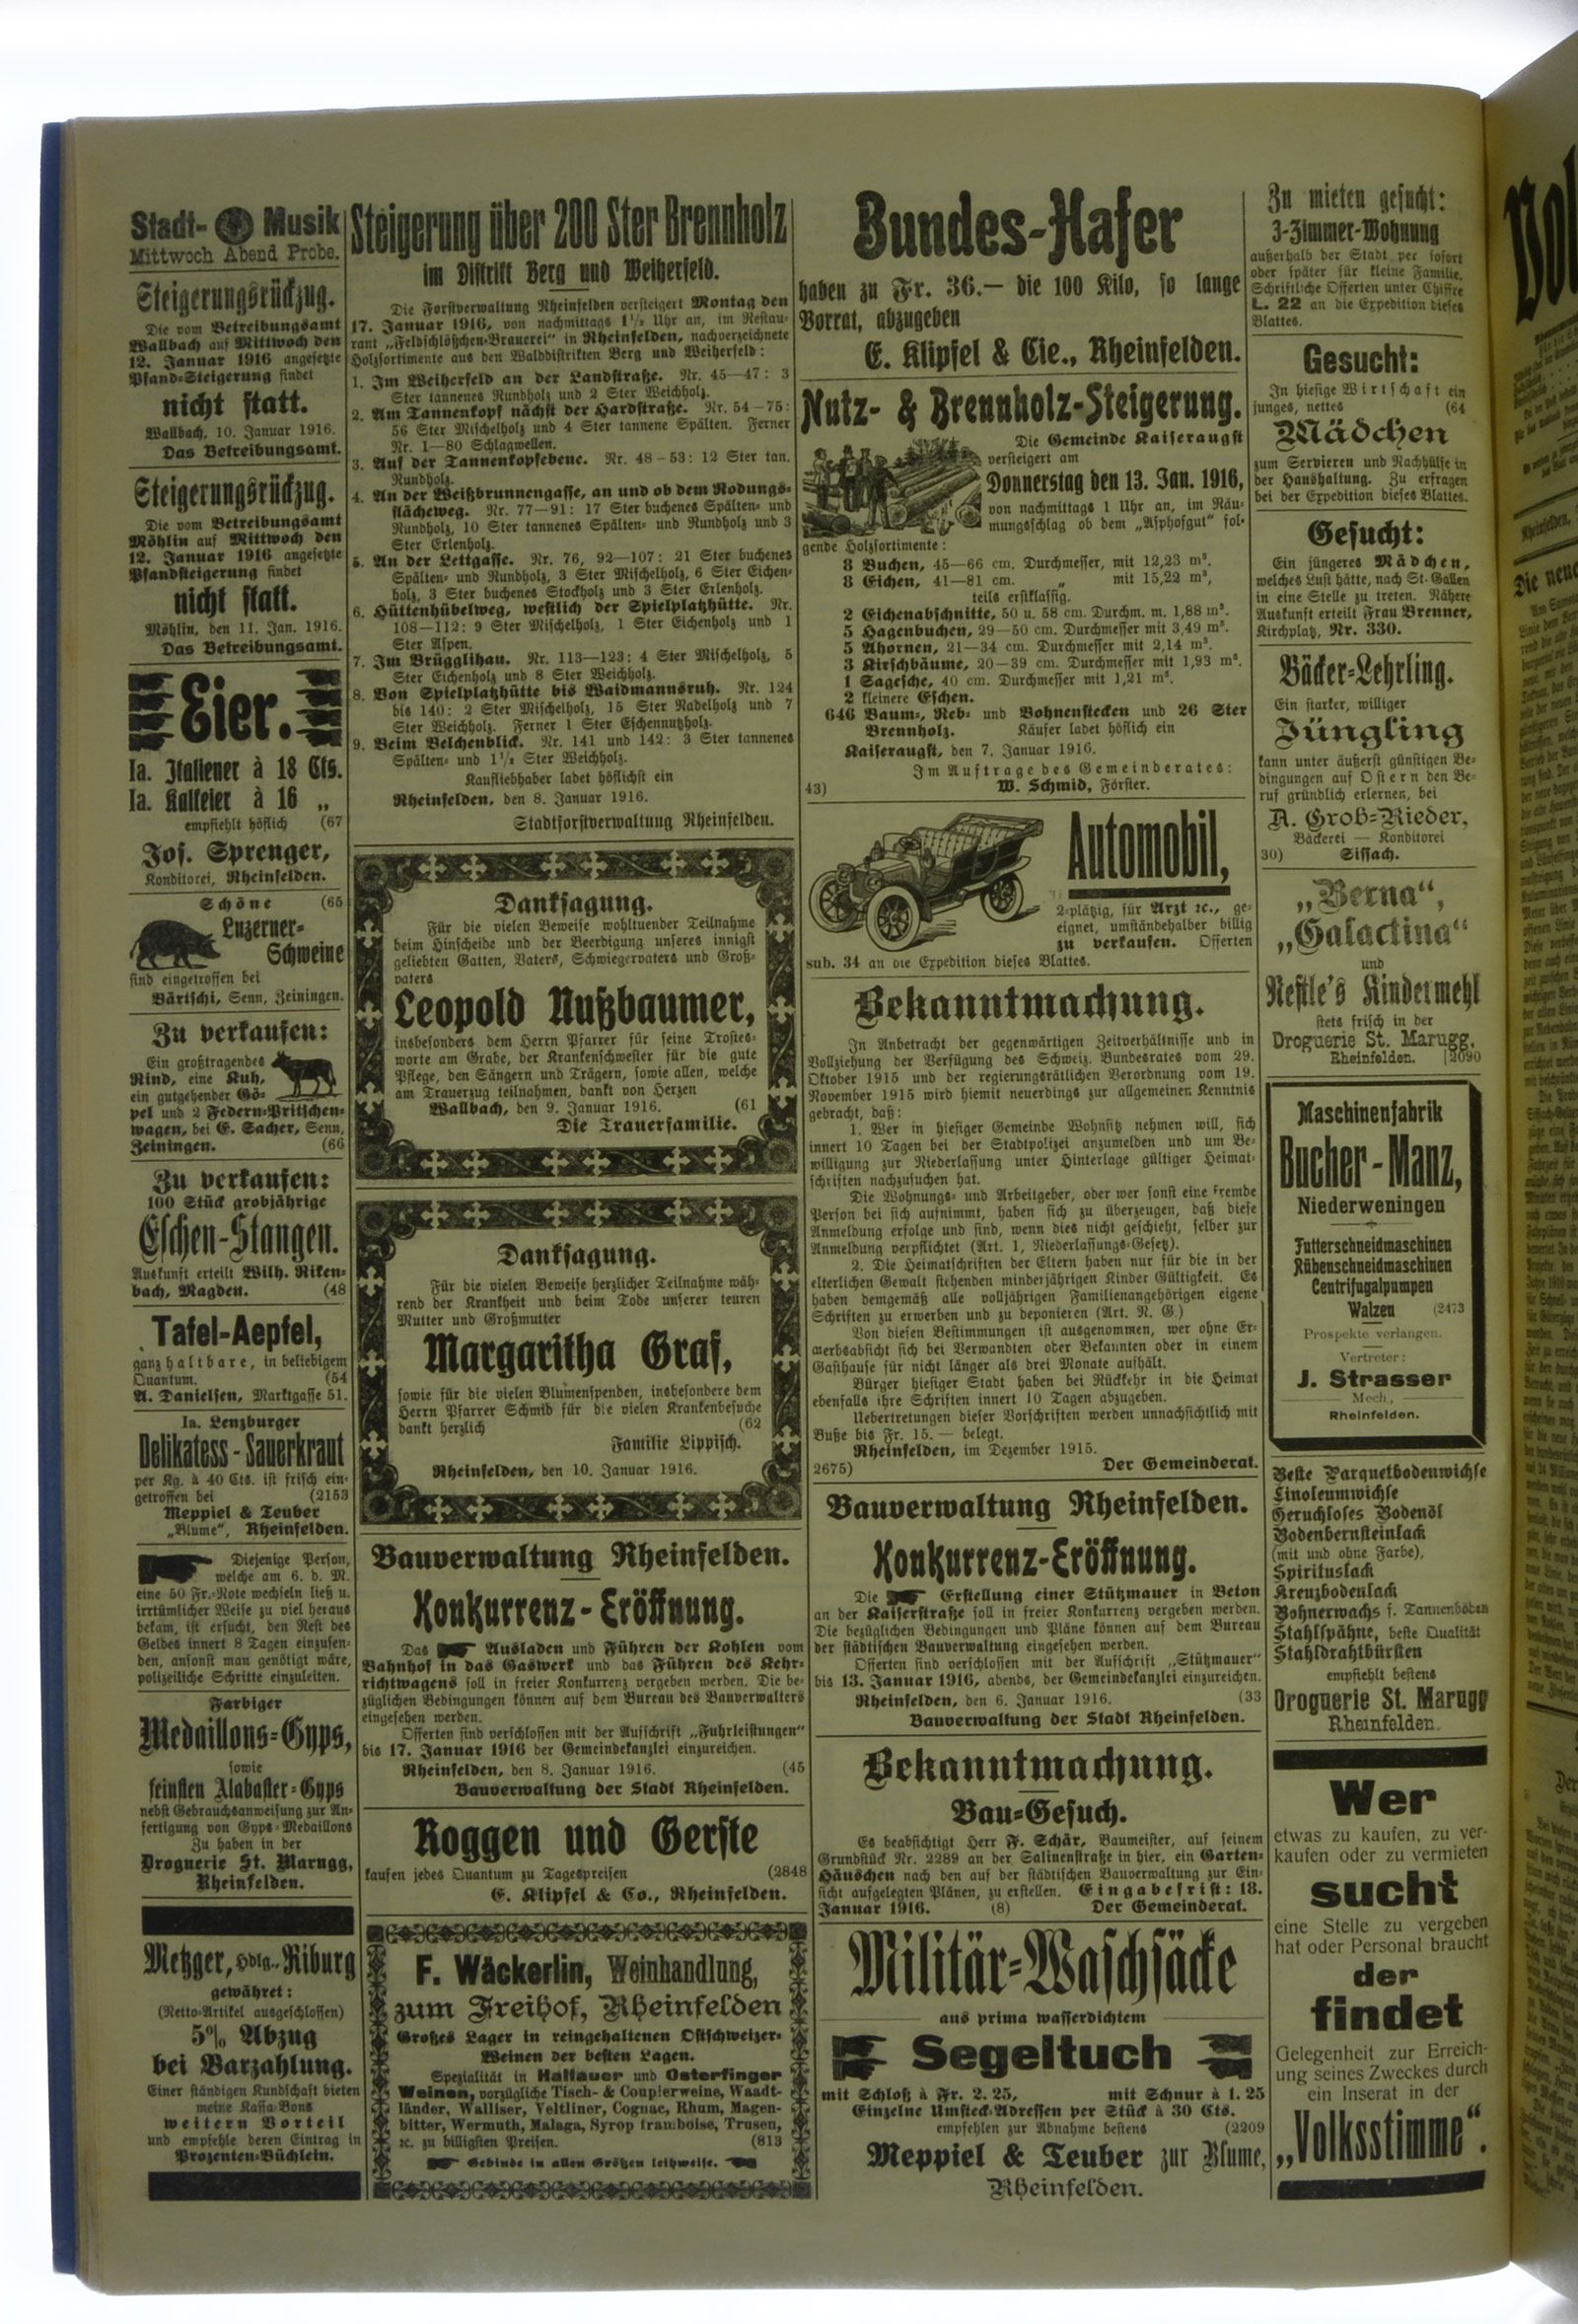 Stadt- Musik
Mittwoch Abend Probe.
Steigerungsrückzug.
Die vom Betreibungsamt
Wallbach auf Mittwoch den
12. Januar 1916 angesetzte
Pfand-Steigerung findet
nicht statt.
Wallbach, 10. Januar 1916.
Das Betreibungsamt.
Steigerungsrückzug.
Die vom Betreibungsamt
Möhlin auf Mittwoch den
12. Januar 1916 angesetzte
Pfandsteigerung findet
nicht statt.
Möhlin, den 11. Jan. 1916.
Das Betreibungsamt.
Eier.
Ia. Italiener à 18 Cts.
Ia. Kalkeier à 16 „
empfiehlt höflich (67
Jos. Sprenger,
Konditorei, Rheinfelden.
Schöne (65
Luzerner-
Schweine
sind eingetroffen bei
Bärtschi, Senn, Zeiningen.
Zu verkaufen:
Ein großtragendes
Rind, eine Kuh,
ein gutgehender Gö-
pel und 2 Federn-Pritschen-
wagen, bei E. Sacher, Senn,
Zeiningen. (66
Zu verkaufen:
100 Stück grobjährige
Eschen-Stangen.
Auskunft erteilt Wilh. Riken-
bach, Magden. (48
Tafel-Aepfel,
ganz haltbare, in beliebigem
Quantum. (54
A. Danielsen, Marktgasse 51.
Ia. Lenzburger
Delikatess-Sauerkraut
per Kg. à 40 Cts. ist frisch ein-
getroffen bei (2153
Meppiel & Teuber
„Blume“, Rheinfelden.
Diejenige Person,
welche am 6. d. M.
eine 50 Fr.-Note wechseln ließ u.
irrtümlicher Weise zu viel heraus
bekam, ist ersucht, den Rest des
Geldes innert 8 Tagen einzusen-
den, ansonst man genötigt wäre,
polizeiliche Schritte einzuleiten.
Farbiger
Medaillons-Gyps,
sowie
feinsten Alabaster-Gyps
nebst Gebrauchsanweisung zur An-
fertigung von Gyps-Medaillons
Zu haben in der
Droguerie St. Marugg,
Rheinfelden.
Metzger, Hdlg., Riburg
gewähret:
(Netto-Artikel ausgeschlossen)
5% Abzug
bei Barzahlung.
Einer ständigen Kundschaft bieten
meine Kassa-Bons
weitern Vorteil
und empfehle deren Eintrag in
Prozenten-Büchlein.
Steigerung über 200 Ster Brennholz
im Distrikt Berg und Weiherfeld.
Die Forstverwaltung Rheinfelden versteigert Montag den
17. Januar 1916, von nachmittags 1½ Uhr an, im Restau-
rant „Feldschlößchen-Brauerei“ in Rheinfelden, nachverzeichnete
Holzsortimente aus den Walddistrikten Berg und Weiherfeld:
1. Im Weiherfeld an der Landstraße. Nr. 45—47: 3
Ster tannenes Rundholz und 2 Ster Weichholz.
2. Am Tannenkopf nächst der Hardstraße. Nr. 54—75:
56 Ster Mischelholz und 4 Ster tannene Spälten. Ferner
Nr. 1—80 Schlagwellen.
3. Auf der Tannenkopfebene. Nr. 48-53: 12 Ster tan.
Rundholz.
4. An der Weißbrunnengasse, an und ob dem Rodungs-
flächeweg. Nr. 77—91: 17 Ster buchenes Spälten- und
Rundholz, 10 Ster tannenes Spälten- und Rundholz und 3
Ster Erlenholz.
5. An der Lettgasse. Nr. 76, 92—107: 21 Ster buchenes
Spälten- und Rundholz, 3 Ster Mischelholz, 6 Ster Eichen-
holz, 3 Ster buchenes Stockholz und 3 Ster Erlenholz.
6. Hüttenhübelweg, westlich der Spielplatzhütte. Nr.
108—112: 9 Ster Mischelholz, 1 Ster Eichenholz und 1
Ster Aspen.
7. Im Brügglihau. Nr. 113—123: 4 Ster Mischelholz, 5
Ster Eichenholz und 8 Ster Weichholz.
8. Von Spielplatzhütte bis Waidmannsruh. Nr. 124
bis 140: 2 Ster Mischelholz, 15 Ster Nadelholz und 7
Ster Weichholz. Ferner 1 Ster Eschennutzholz.
9. Beim Belchenblick. Nr. 141 und 142: 3 Ster tannenes
Spälten- und 1½ Ster Weichholz.
Kaufliebhaber ladet höflichst ein
Rheinfelden, den 8. Januar 1916.
Stadtforstverwaltung Rheinfelden.
Danksagung.
Für die vielen Beweise wohltuender Teilnahme
beim Hinscheide und der Beerdigung unseres innigst
geliebten Gatten, Vaters, Schwiegervaters und Groß-
vaters
Leopold Nußbaumer,
insbesonders dem Herrn Pfarrer für seine Trostes-
worte am Grabe, der Krankenschwester für die gute
Pflege, den Sängern und Trägern, sowie allen, welche
am Trauerzug teilnahmen, dankt von Herzen
Wallbach, den 9. Januar 1916. (61
Die Trauerfamilie.
Danksagung.
Für die vielen Beweise herzlicher Teilnahme wäh-
rend der Krankheit und beim Tode unserer teuren
Mutter und Großmutter
Margaritha Graf,
sowie für die vielen Blumenspenden, insbesondere dem
Herrn Pfarrer Schmid für die vielen Krankenbesuche
dankt herzlich (62
Familie Lippisch.
Rheinfelden, den 10. Januar 1916.
Bauverwaltung Rheinfelden.
Konkurrenz-Eröffnung.
Das Ausladen und Führen der Kohlen vom
Bahnhof in das Gaswerk und das Führen des Kehr-
richtwagens soll in freier Konkurrenz vergeben werden. Die be-
züglichen Bedingungen können auf dem Bureau des Bauverwalters
eingesehen werden.
Offerten sind verschlossen mit der Aufschrift „Fuhrleistungen“
bis 17. Januar 1916 der Gemeindekanzlei einzureichen.
Rheinfelden, den 8. Januar 1916. (45
Bauverwaltung der Stadt Rheinfelden.
Roggen und Gerste
kaufen jedes Quantum zu Tagespreisen (2848
E. Klipfel & Co., Rheinfelden.
F. Wäckerlin, Weinhandlung,
zum Freihof, Rheinfelden
Großes Lager in reingehaltenen Ostschweizer-
Weinen der besten Lagen.
Spezialität in Hallauer und Osterfinger
Weinen, vorzügliche Tisch- & Coupierweine, Waadt-
länder, Walliser, Veltliner, Cognac, Rhum, Magen-
bitter, Wermuth, Malaga, Syrop framboise, Trusen,
ꝛc. zu billigsten Preisen. (813
Gebinde in allen Größen leihweise.
Bundes-Hafer
haben zu Fr. 36.— die 100 Kilo, so lange
Vorrat, abzugeben
E. Klipfel & Cie., Rheinfelden.
Nutz- & Brennholz-Steigerung.
Die Gemeinde Kaiseraugst
versteigert am
Donnerstag den 13. Jan. 1916,
von nachmittags 1 Uhr an, im Räu-
mungsschlag ob dem „Asphofgut“ fol-
gende Holzsortimente:
8 Buchen, 45—66 cm. Durchmesser, mit 12,23 m³.
8 Eichen, 41—81 cm. „ mit 15,22 m³,
teils erstklassig.
2 Eichenabschnitte, 50 u. 58 cm. Durchm. m. 1,88 m³.
5 Hagenbuchen, 29—50 cm. Durchmesser mit 3,49 m³.
5 Ahornen, 21—34 cm. Durchmesser mit 2,14 m³.
3 Kirschbäume, 20—39 cm. Durchmesser mit 1,93 m³.
1 Sagesche, 40 cm. Durchmesser mit 1,21 m³.
2 kleinere Eschen.
646 Baum-, Reb- und Bohnenstecken und 26 Ster
Brennholz. Käufer ladet höflich ein
Kaiseraugst, den 7. Januar 1916.
Im Auftrage des Gemeinderates:
43) W. Schmid, Förster.
Automobil,
2-plätzig, für Arzt ꝛc., ge-
eignet, umständehalber billig
zu verkaufen. Offerten
sub. 34 an die Expedition dieses Blattes.
Bekanntmachung.
In Anbetracht der gegenwärtigen Zeitverhältnisse und in
Vollziehung der Verfügung des Schweiz. Bundesrates vom 29.
Oktober 1915 und der regierungsrätlichen Verordnung vom 19.
November 1915 wird hiemit neuerdings zur allgemeinen Kenntnis
gebracht, daß:
1. Wer in hiesiger Gemeinde Wohnsitz nehmen will, sich
innert 10 Tagen bei der Stadtpolizei anzumelden und um Be-
willigung zur Niederlassung unter Hinterlage gültiger Heimat-
schriften nachzusuchen hat.
Die Wohnungs- und Arbeitgeber, oder wer sonst eine fremde
Person bei sich aufnimmt, haben sich zu überzeugen, daß diese
Anmeldung erfolge und sind, wenn dies nicht geschieht, selber zur
Anmeldung verpflichtet (Art. 1, Niederlassungs-Gesetz).
2. Die Heimatschriften der Eltern haben nur für die in der
elterlichen Gewalt stehenden minderjährigen Kinder Gültigkeit. Es
haben demgemäß alle volljährigen Familienangehörigen eigene
Schriften zu erwerben und zu deponieren (Art. N. G.)
Von diesen Bestimmungen ist ausgenommen, wer ohne Er-
werbsabsicht sich bei Verwandten oder Bekannten oder in einem
Gasthause für nicht länger als drei Monate aufhält.
Bürger hiesiger Stadt haben bei Rückkehr in die Heimat
ebenfalls ihre Schriften innert 10 Tagen abzugeben.
Uebertretungen dieser Vorschriften werden unnachsichtlich mit
Buße bis Fr. 15.— belegt.
Rheinfelden, im Dezember 1915.
2675) Der Gemeinderat.
Bauverwaltung Rheinfelden.
Konkurrenz-Eröffnung.
Die Erstellung einer Stützmauer in Beton
an der Kaiserstraße soll in freier Konkurrenz vergeben werden.
Die bezüglichen Bedingungen und Pläne können auf dem Bureau
der städtischen Bauverwaltung eingesehen werden.
Offerten sind verschlossen mit der Aufschrift „Stützmauer“
bis 13. Januar 1916, abends, der Gemeindekanzlei einzureichen.
Rheinfelden, den 6. Januar 1916. (33
Bauverwaltung der Stadt Rheinfelden.
Bekanntmachung.
Bau-Gesuch.
Es beabsichtigt Herr F. Schär, Baumeister, auf seinem
Grundstück Nr. 2289 an der Salinenstraße in hier, ein Garten-
Häuschen nach den auf der städtischen Bauverwaltung zur Ein-
sicht aufgelegten Plänen, zu erstellen. Eingabefrist: 18.
Januar 1916. (8) Der Gemeinderat.
Militär-Waschsäcke
aus prima wasserdichtem
Segeltuch
mit Schloß à Fr. 2.25, mit Schnur à 1.25
Einzelne Umsteck-Adressen per Stück à 30 Cts.
empfehlen zur Abnahme bestens (2209
Meppiel & Teuber zur Blume,
Rheinfelden.
Zu mieten gesucht:
3-Zimmer-Wohnung
außerhalb der Stadt per sofort
oder später für kleine Familie.
Schriftliche Offerten unter Chiffre
L. 22 an die Expedition dieses
Blattes.
Gesucht:
In hiesige Wirtschaft ein
junges, nettes (64
Mädchen
zum Servieren und Nachhülfe in
der Haushaltung. Zu erfragen
bei der Expedition dieses Blattes.
Gesucht:
Ein jüngeres Mädchen,
welches Lust hätte, nach St. Gallen
in eine Stelle zu treten. Nähere
Auskunft erteilt Frau Brenner,
Kirchplatz, Nr. 330.
Bäcker-Lehrling.
Ein starker, williger
Jüngling
kann unter äußerst günstigen Be-
dingungen auf Ostern den Be-
ruf gründlich erlernen, bei
A. Grob-Rieder,
Bäckerei — Konditorei
30) Sissach.
„Berna“,
„Galactina“
und
Nestle's Kindermehl
stets frisch in der
Droguerie St. Marugg,
Rheinfelden. (2090
Maschinenfabrik
Bucher-Manz,
Niederweningen
Futterschneidmaschinen
Rübenschneidmaschinen
Centrifugalpumpen
Walzen (2473
Prospekte verlangen.
Vertreter:
J. Strasser
Mech.,
Rheinfelden.
Beste Parquetbodenwichse
Linoleumwichse
Geruchloses Bodenöl
Bodenbernsteinlack
(mit und ohne Farbe),
Spirituslack
Kreuzbodenlack
Bohnerwachs f. Tannenböden
Stahlspähne, beste Qualität
Stahldrahtbürsten
empfiehlt bestens
Droguerie St. Marugg
Rheinfelden.
Wer
etwas zu kaufen, zu ver-
kaufen oder zu vermieten
sucht
eine Stelle zu vergeben
hat oder Personal braucht
der
findet
Gelegenheit zur Erreich-
ung seines Zweckes durch
ein Inserat in der
„Volksstimme“.